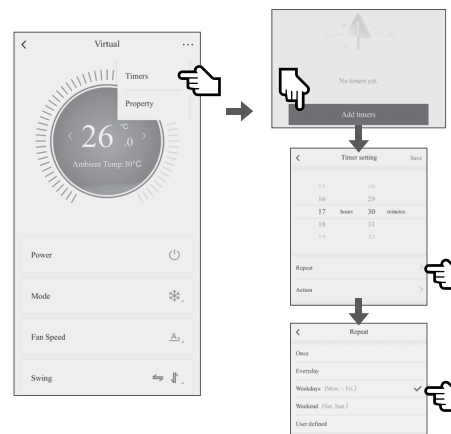 Virtual
Timers
Property
26 °C .0
Ambient Temp:30°C
Power
Mode
Fan Speed
A
Swing
No timers yet.
Add timers
Timer setting Save
16 29
17 hours 30 minutes
18 31
Repeat
Action
Repeat
Once
Everyday
Weekdays [Mon. - Fri.]
Weekend [Sat. Sun.]
User defined